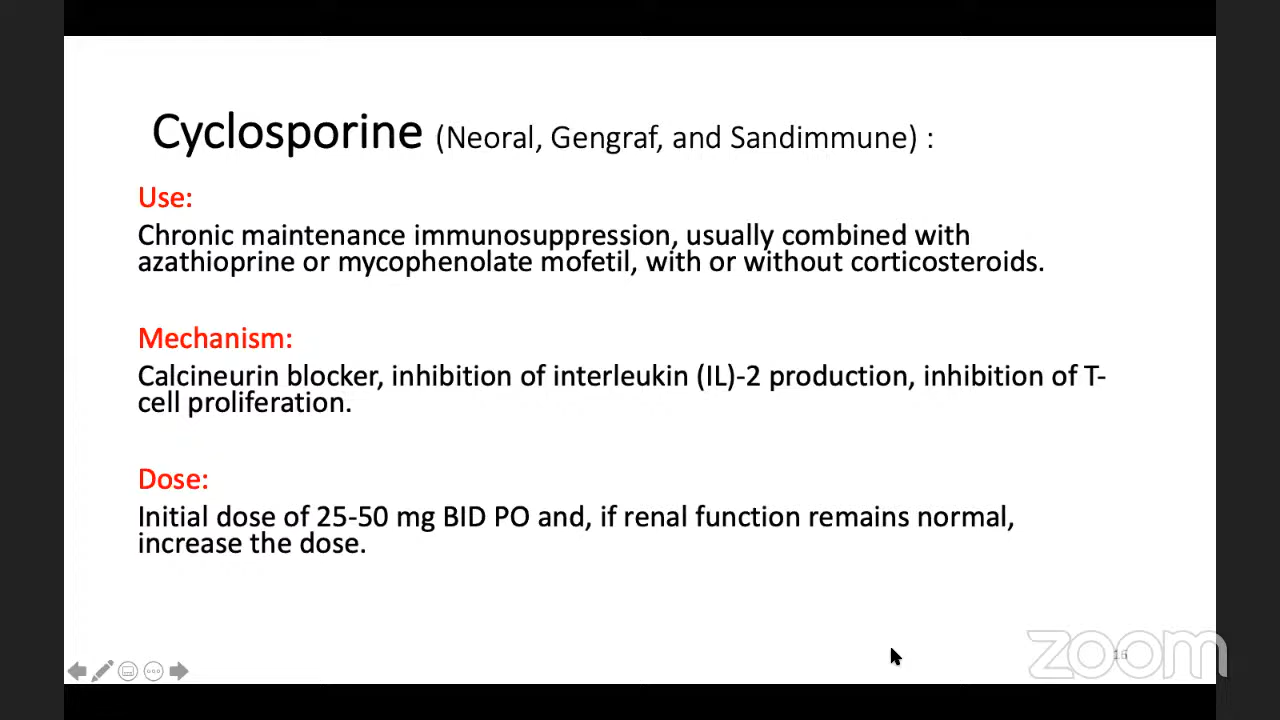 Cyclosporine (Neoral, Gengraf, and Sandimmune) :
Use:
Chronic maintenance immunosuppression, usually combined with
azathioprine or mycophenolate mofetil, with or without corticosteroids.
Mechanism:
Calcineurin blocker, inhibition of interleukin (IL)-2 production, inhibition of T-
cell proliferation.
Dose:
Initial dose of 25-50 mg BID PO and, if renal function remains normal,
increase the dose.
zoom
16